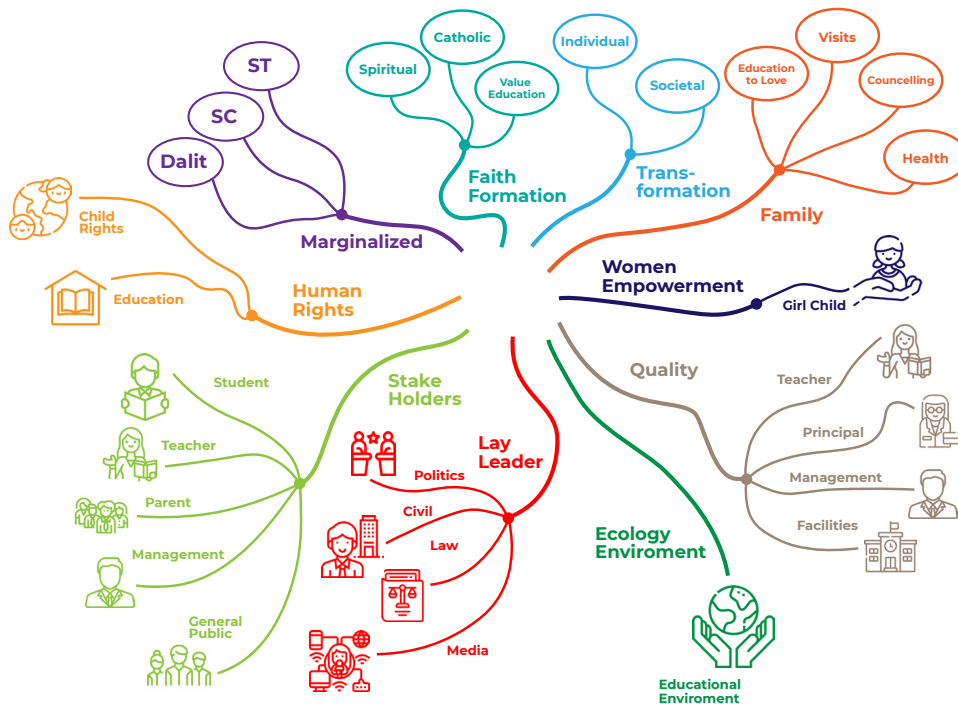 ST
SC
Dalit
Marginalized
Spiritual
Catholic
Value
Education
Faith
Formation
Individual
Societal
Trans-
formation
Education
to Love
Visits
Councelling
Health
Family
Child
Rights
Education
Human
Rights
Women
Empowerment
Girl Child
Student
Teacher
Parent
Management
General
Public
Stake
Holders
Politics
Civil
Law
Media
Lay
Leader
Ecology
Enviroment
Educational
Enviroment
Quality
Teacher
Principal
Management
Facilities